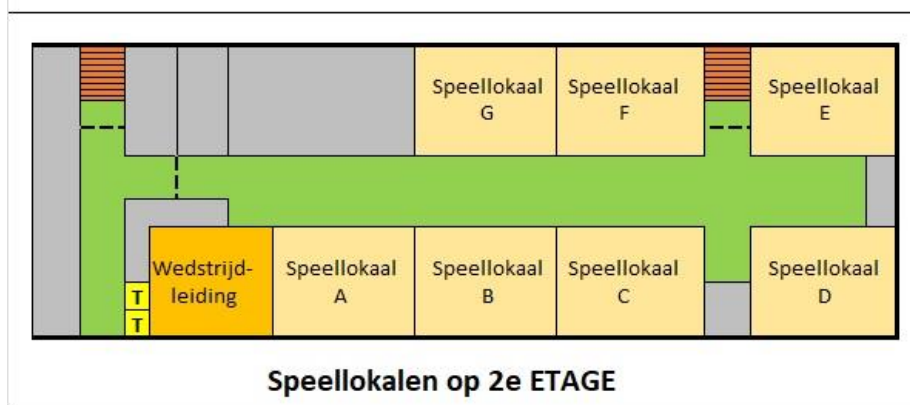 Speellokaal
G
Speellokaal
F
Speellokaal
E
Wedstrijd-
leiding
Speellokaal
A
Speellokaal
B
Speellokaal
C
Speellokaal
D
T
T
Speellokalen op 2e ETAGE